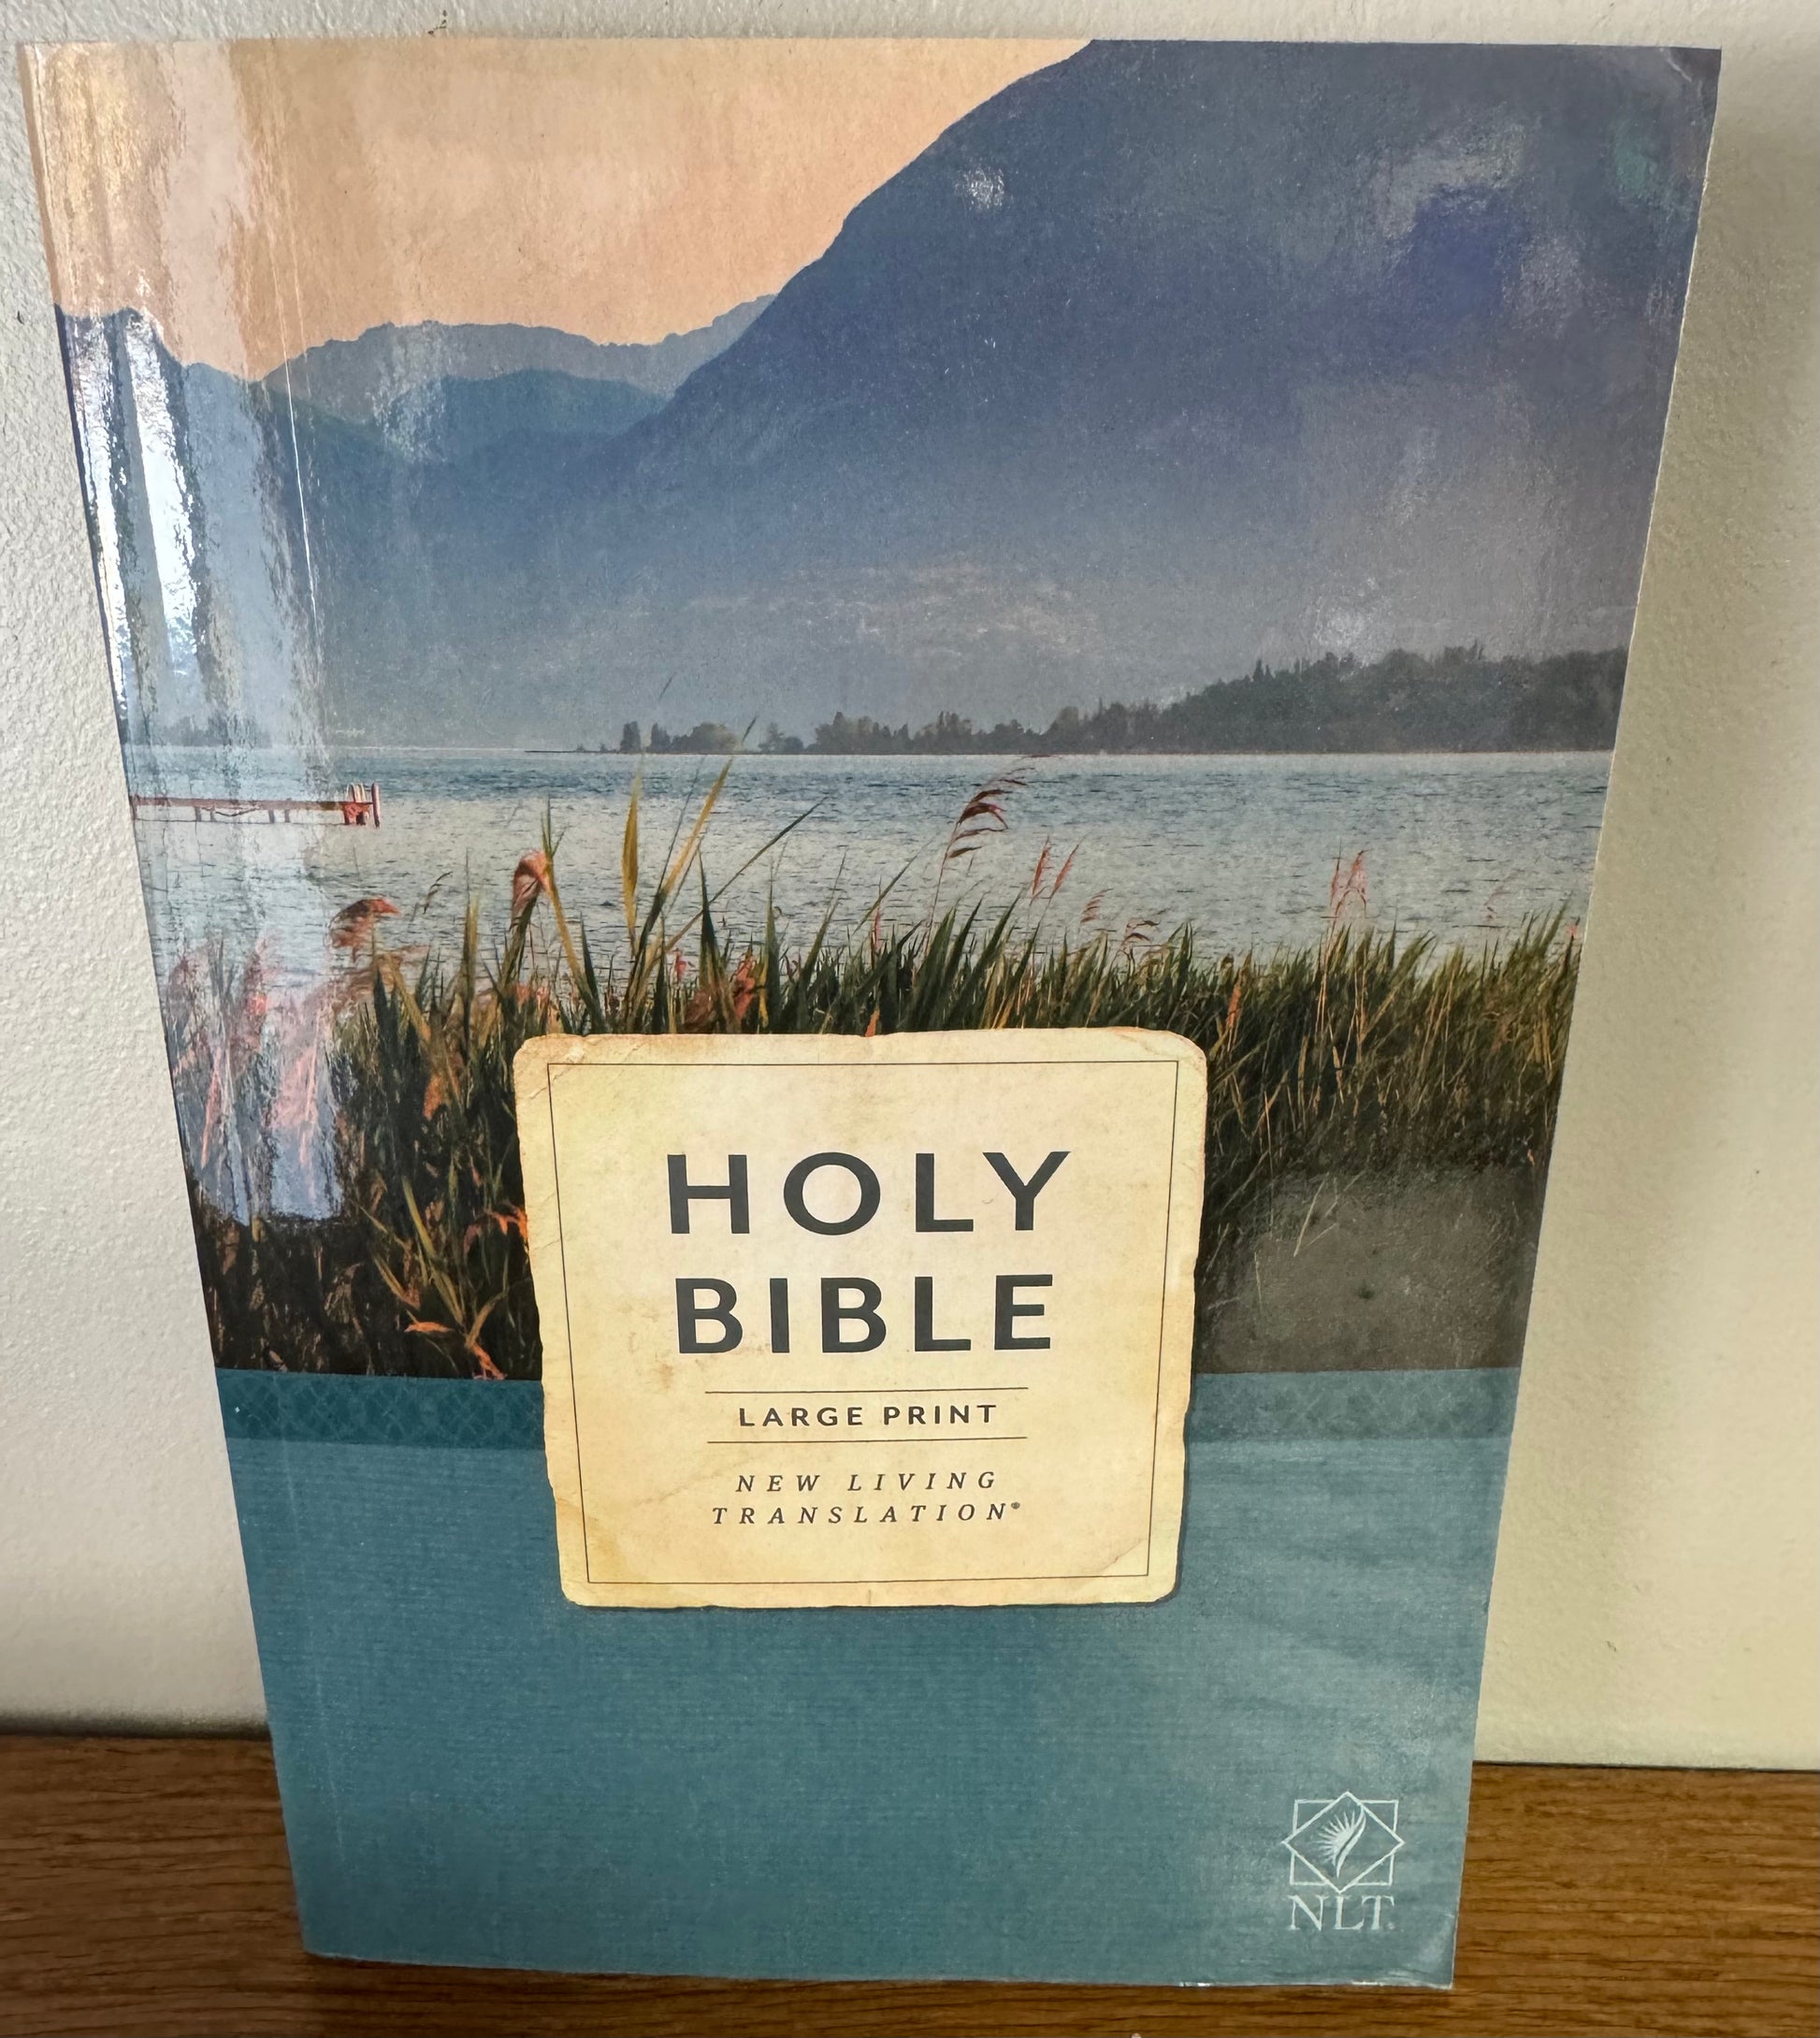 HOLY
BIBLE
LARGE PRINT
NEW LIVING
TRANSLATION®
NLT.